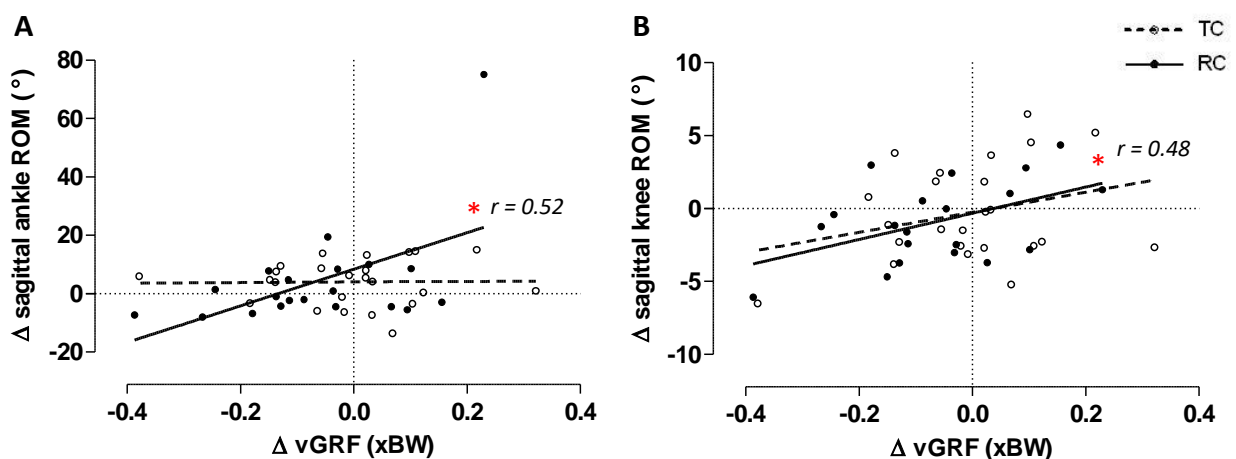 A
Δ sagittal ankle ROM (°)
80
60
40
20
0
-20
* r = 0.52
-0.4 -0.2 0.0 0.2 0.4
Δ vGRF (xBW)
B
TC
RC
Δ sagittal knee ROM (°)
10
5
0
-5
-10
* r = 0.48
-0.4 -0.2 0.0 0.2 0.4
Δ vGRF (xBW)